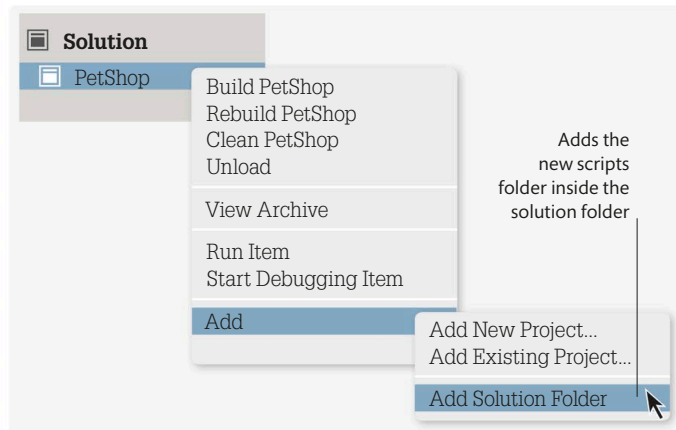 Solution
PetShop
Build PetShop
Rebuild PetShop
Clean PetShop
Unload
View Archive
Run Item
Start Debugging Item
Add
Adds the
new scripts
folder inside the
solution folder
Add New Project...
Add Existing Project...
Add Solution Folder